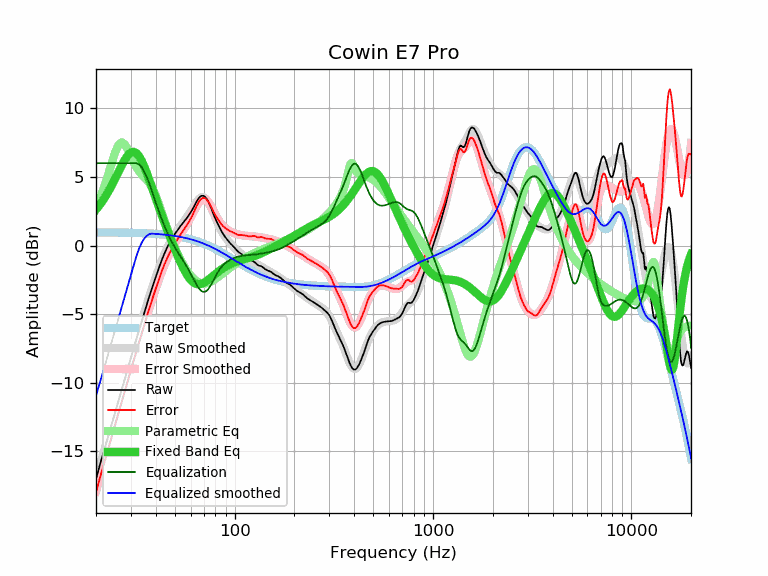 Cowin E7 Pro
Amplitude (dBr)
10
5
0
−5
−10
−15
Target
Raw Smoothed
Error Smoothed
Raw
Error
Parametric Eq
Fixed Band Eq
Equalization
Equalized smoothed
100
1000
10000
Frequency (Hz)